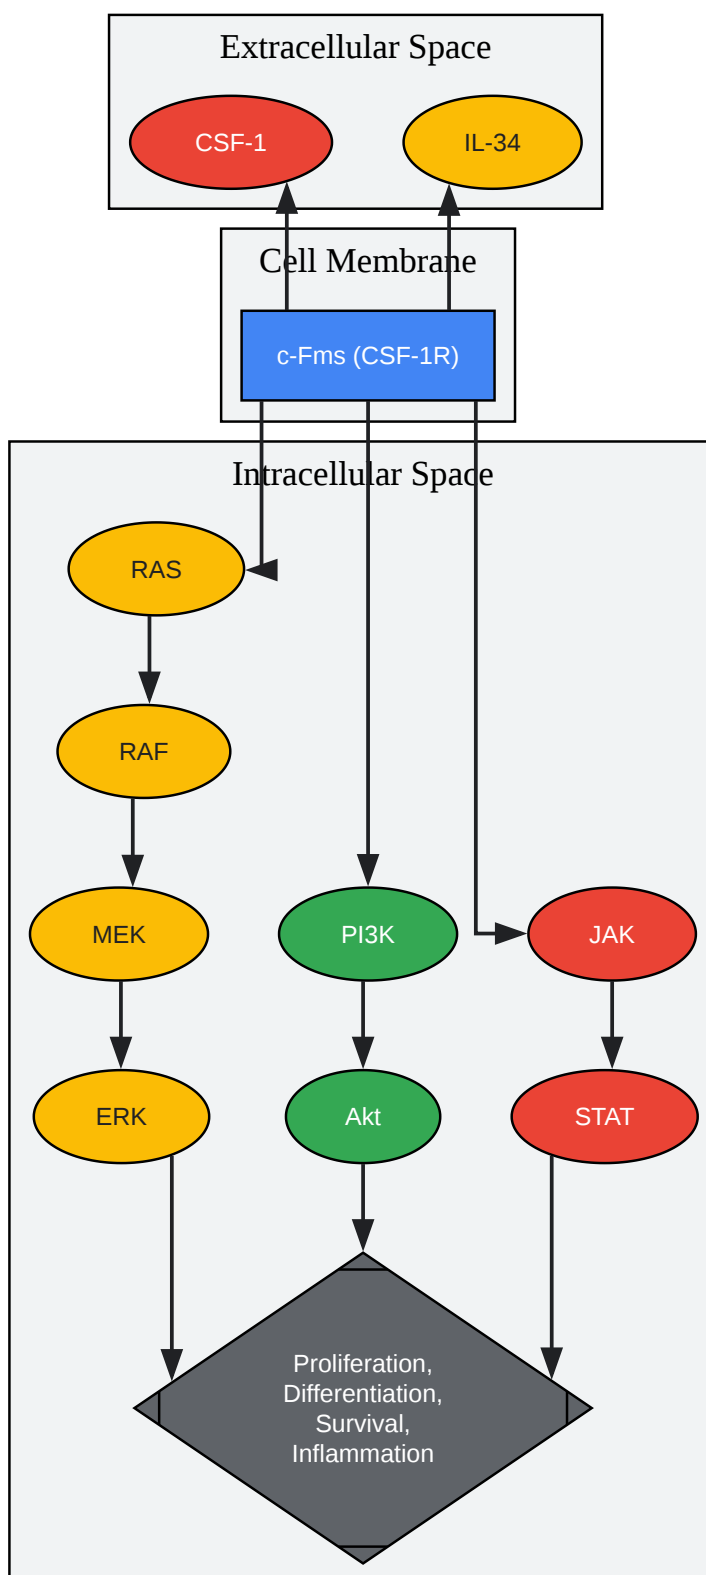 Extracellular Space
CSF-1
IL-34
Cell Membrane
c-Fms (CSF-1R)
Intracellular Space
RAS
RAF
MEK
PI3K
JAK
ERK
Akt
STAT
Proliferation,
Differentiation,
Survival,
Inflammation